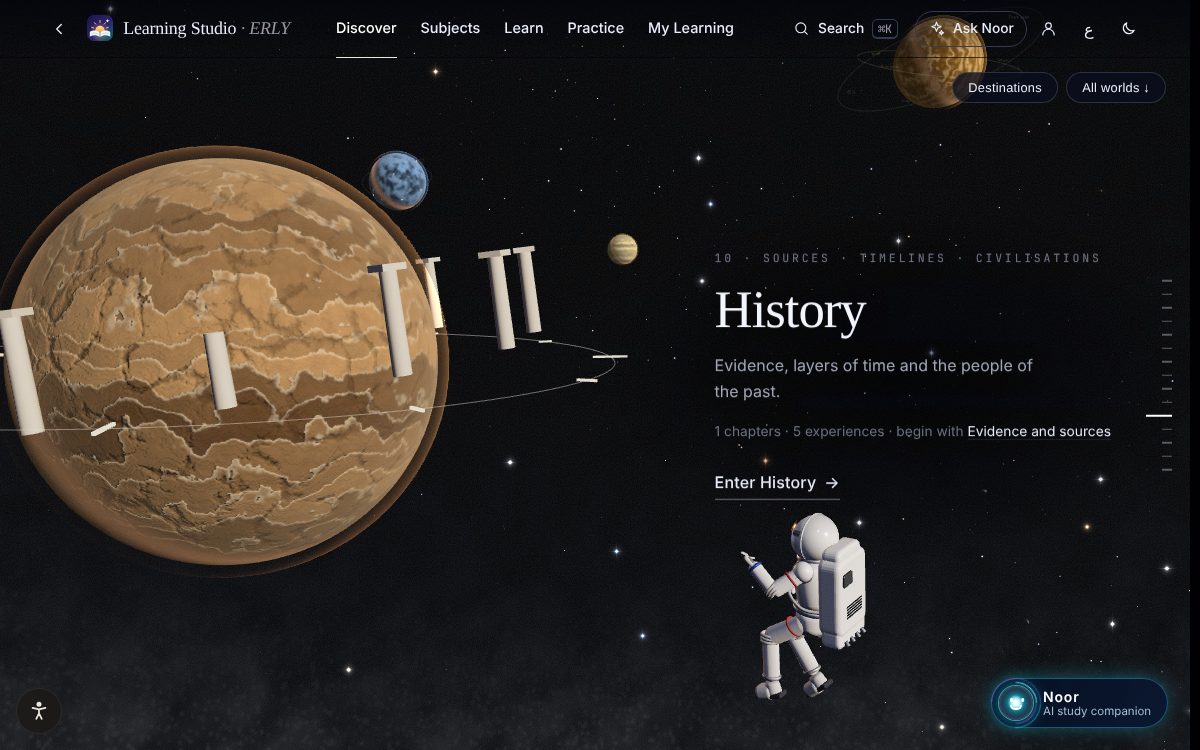 Learning Studio · ERLY
Discover
Subjects
Learn
Practice
My Learning
Search ⌘K
Ask Noor
ع
Destinations
All worlds ↓
10 · SOURCES · TIMELINES · CIVILISATIONS
History
Evidence, layers of time and the people of
the past.
1 chapters · 5 experiences · begin with Evidence and sources
Enter History →
Noor
AI study companion